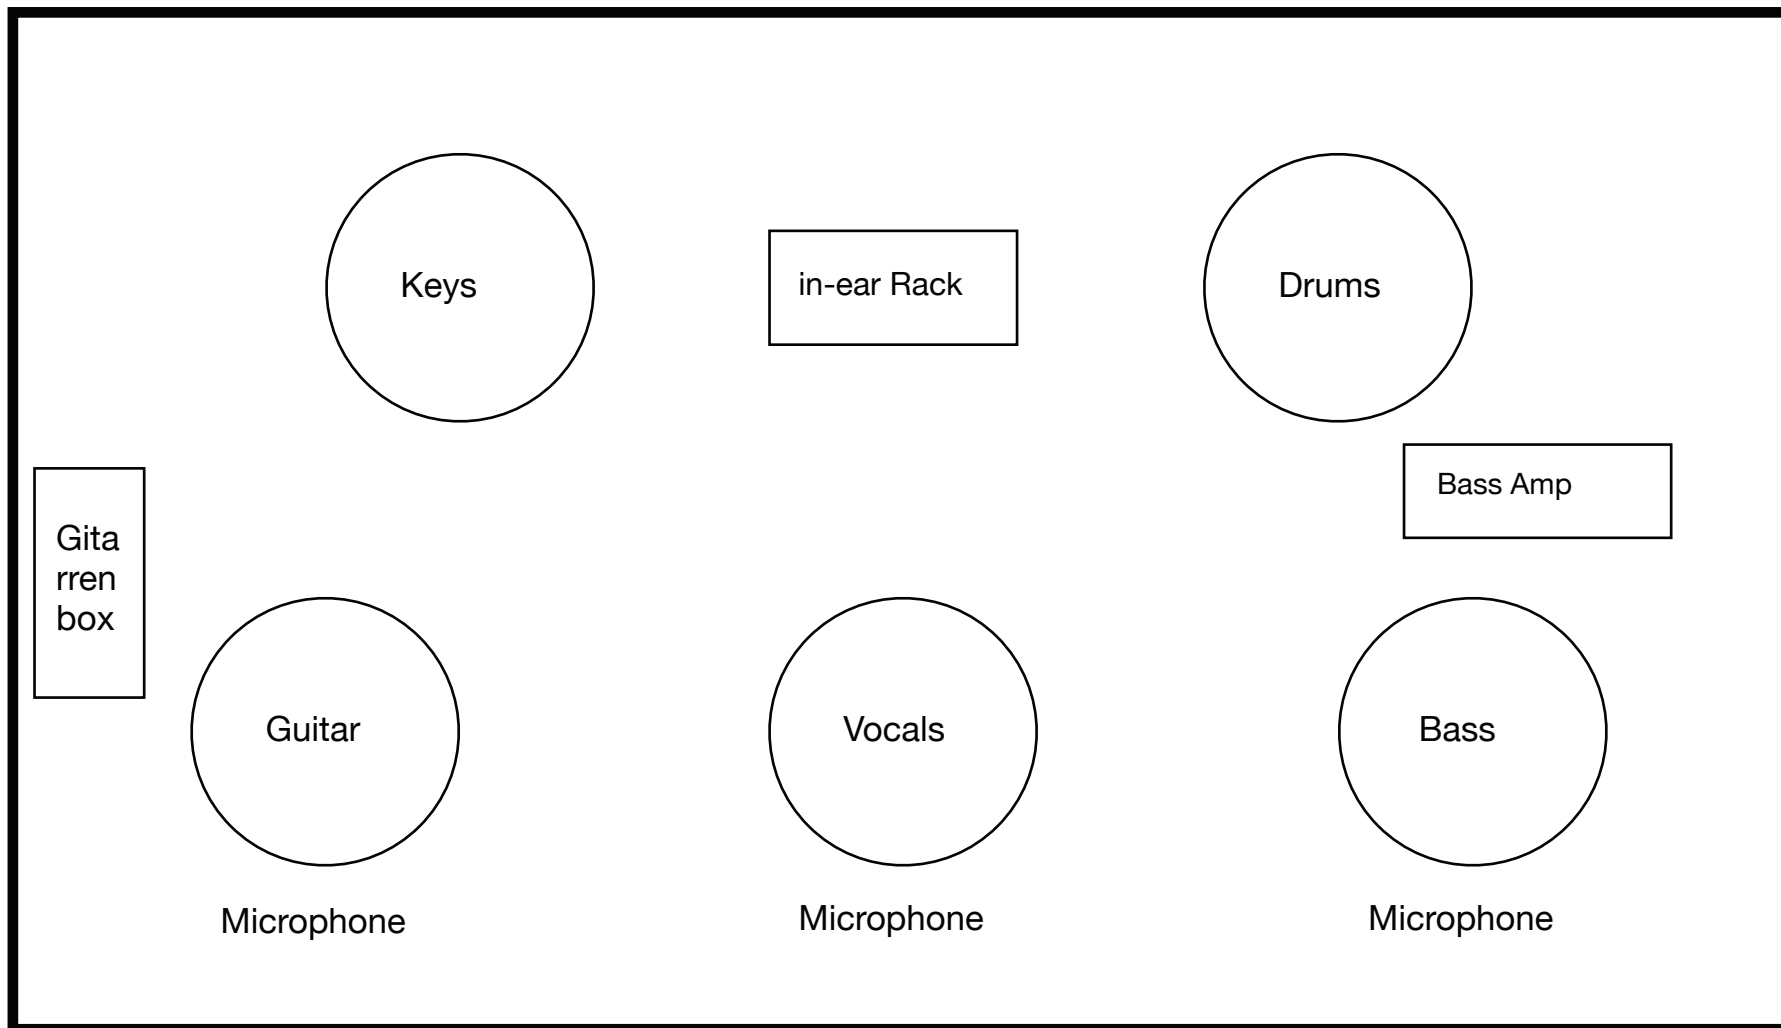 Keys
in-ear Rack
Drums
Bass Amp
Gita
rren
box
Guitar
Vocals
Bass
Microphone
Microphone
Microphone